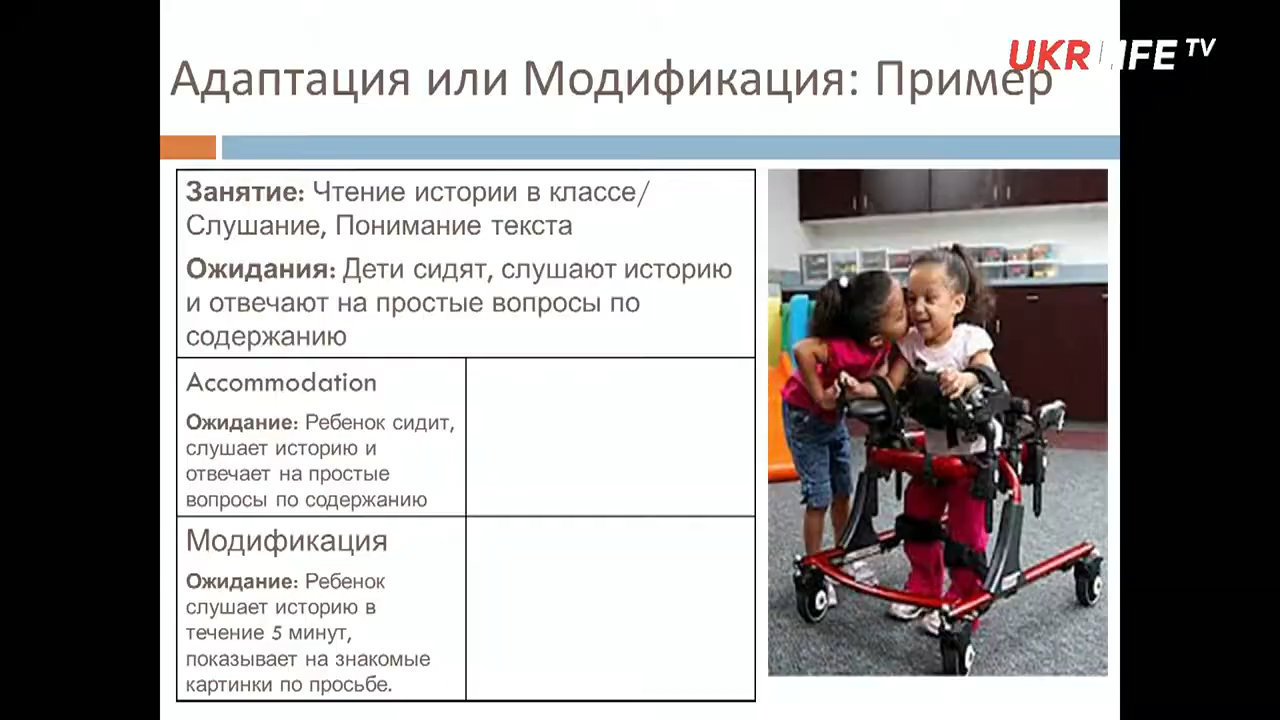 UKRLIFE TV
Адаптация или Модификация: Пример
Занятие: Чтение истории в классе/
Слушание, Понимание текста
Ожидания: Дети сидят, слушают историю
и отвечают на простые вопросы по
содержанию
Accommodation
Ожидание: Ребенок сидит,
слушает историю и
отвечает на простые
вопросы по содержанию
Модификация
Ожидание: Ребенок
слушает историю в
течение 5 минут,
показывает на знакомые
картинки по просьбе.